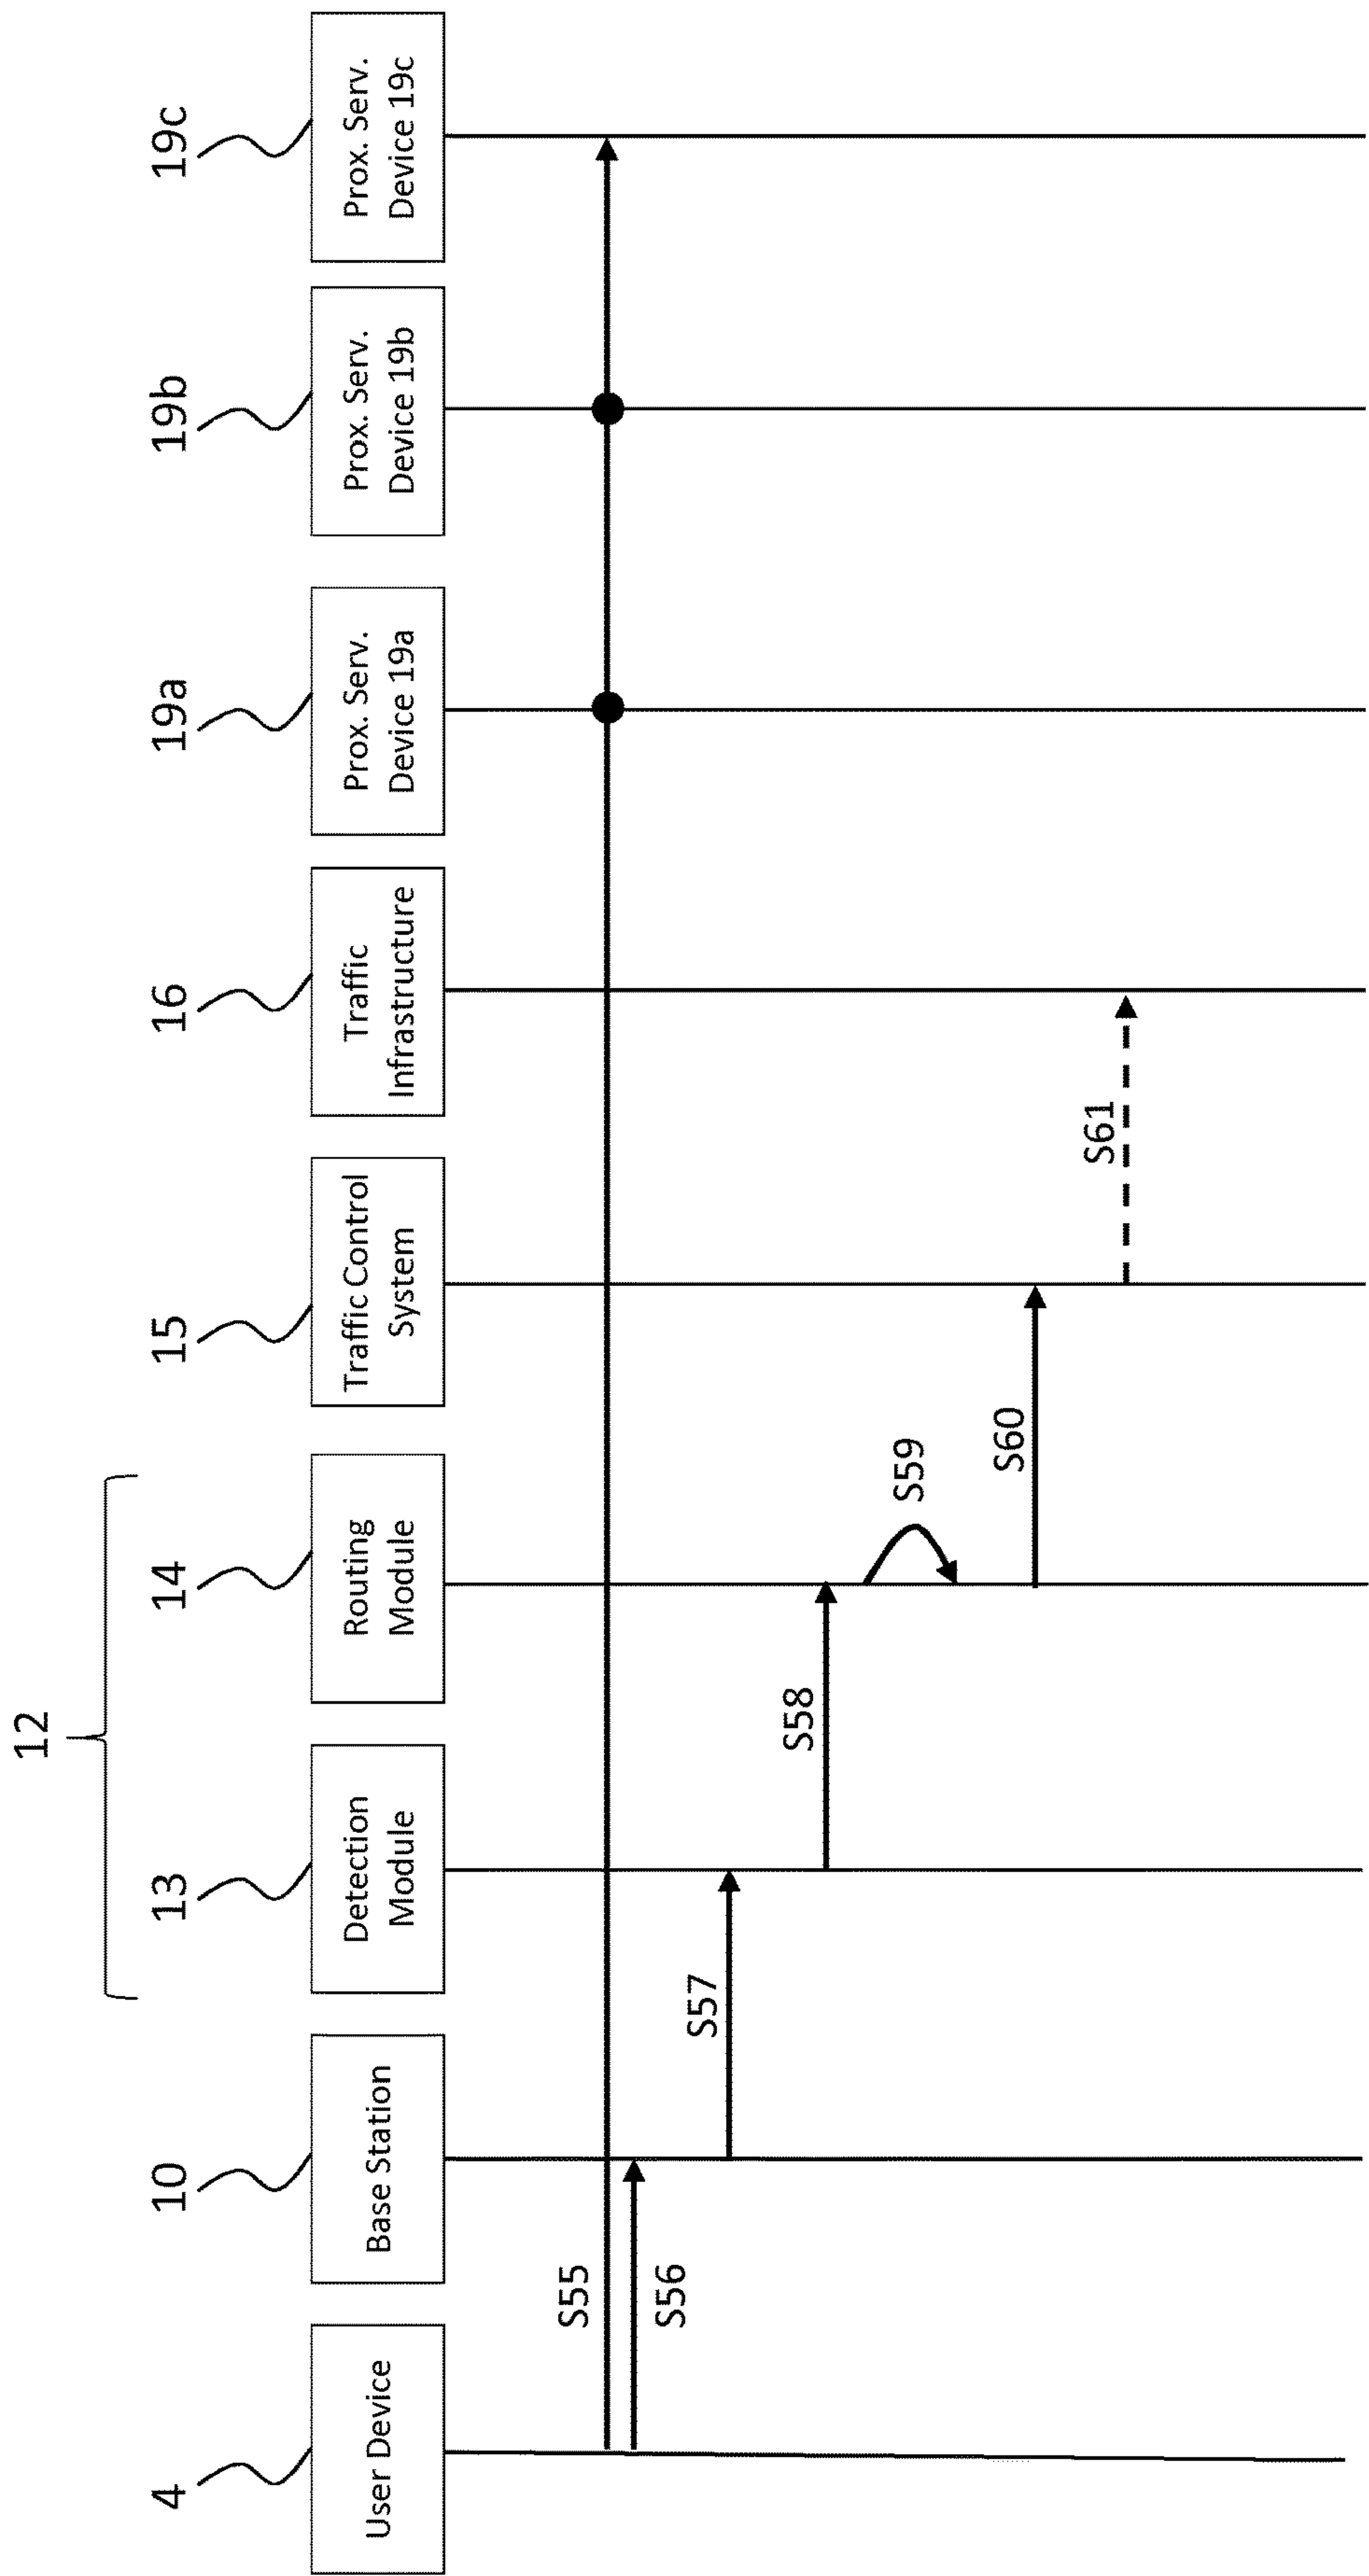 12
4
10
13
14
15
16
19a
19b
19c
User Device
Base Station
Detection
Module
Routing
Module
Traffic Control
System
Traffic
Infrastructure
Prox. Serv.
Device 19a
Prox. Serv.
Device 19b
Prox. Serv.
Device 19c
S55
S56
S57
S58
S59
S60
S61